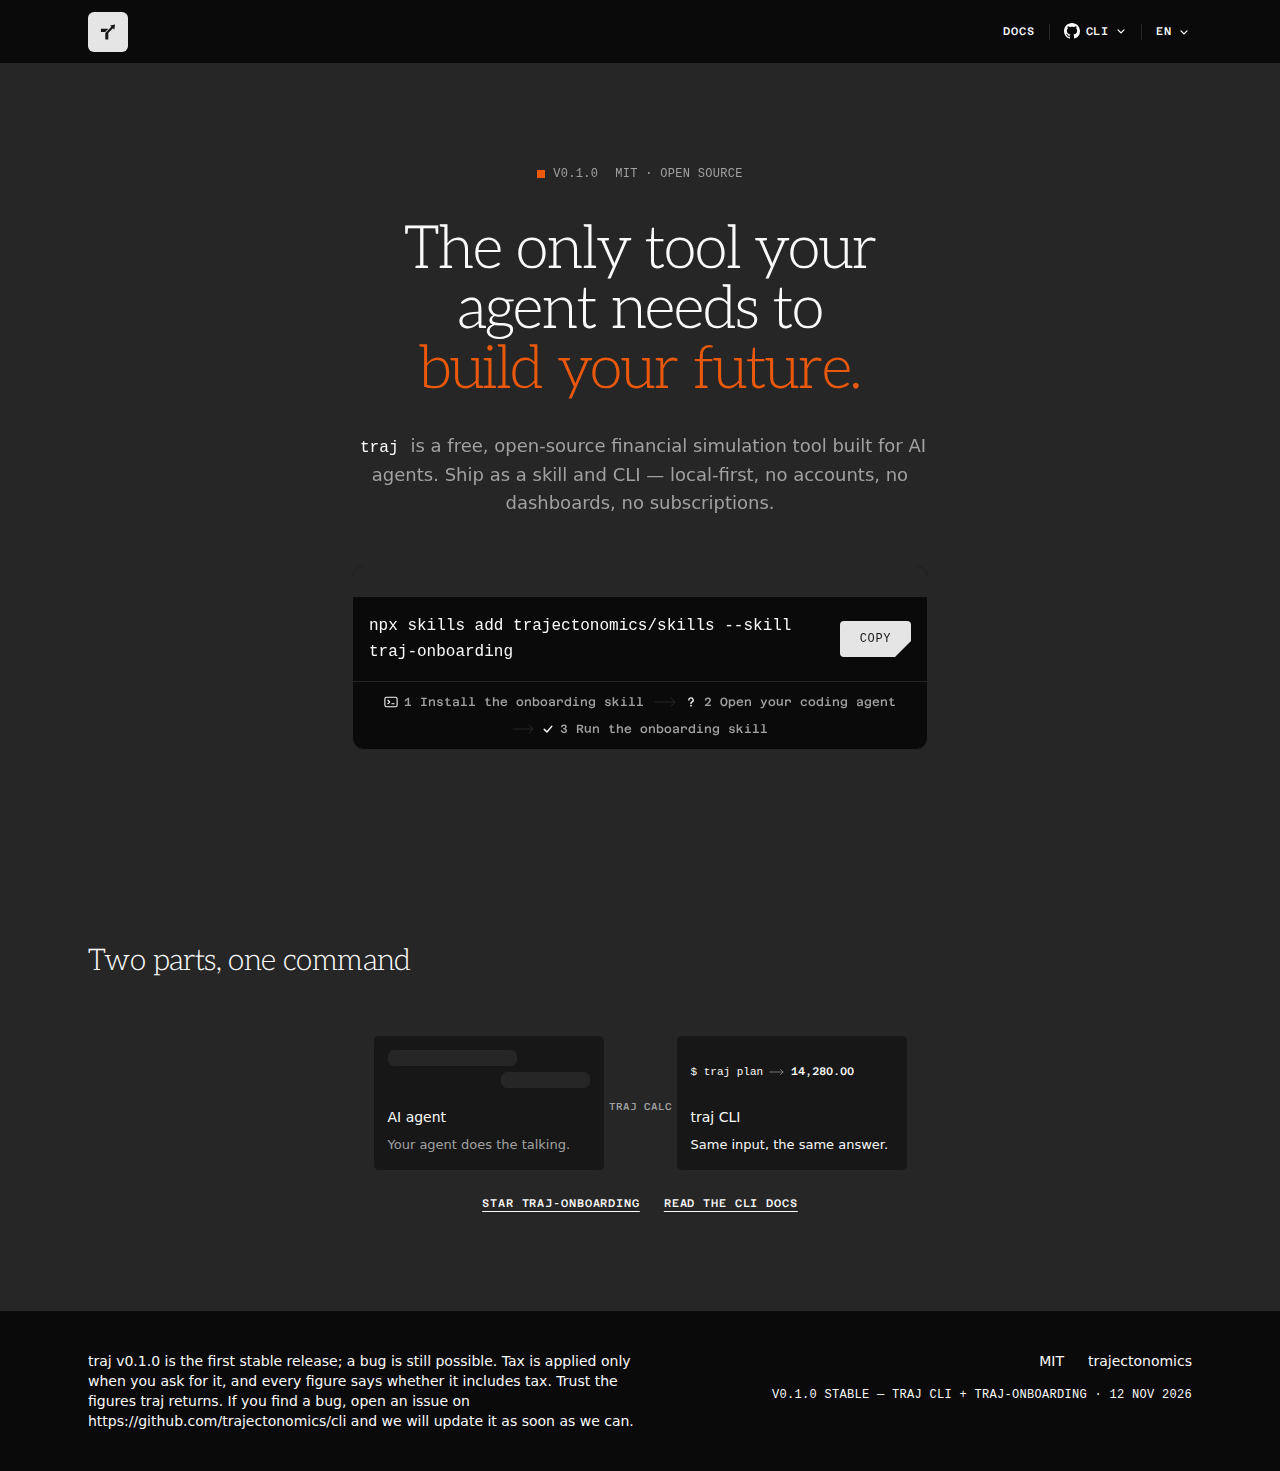 DOCS
CLI
EN
V0.1.0 MIT · OPEN SOURCE
The only tool your
agent needs to
build your future.
traj is a free, open-source financial simulation tool built for AI
agents. Ship as a skill and CLI — local-first, no accounts, no
dashboards, no subscriptions.
npx skills add trajectonomics/skills --skill
traj-onboarding
COPY
1 Install the onboarding skill
? 2 Open your coding agent
3 Run the onboarding skill
Two parts, one command
AI agent
Your agent does the talking.
TRAJ CALC
$ traj plan 14,280.00
traj CLI
Same input, the same answer.
STAR TRAJ-ONBOARDING READ THE CLI DOCS
traj v0.1.0 is the first stable release; a bug is still possible. Tax is applied only
when you ask for it, and every figure says whether it includes tax. Trust the
figures traj returns. If you find a bug, open an issue on
https://github.com/trajectonomics/cli and we will update it as soon as we can.
MIT trajectonomics
V0.1.0 STABLE — TRAJ CLI + TRAJ-ONBOARDING · 12 NOV 2026